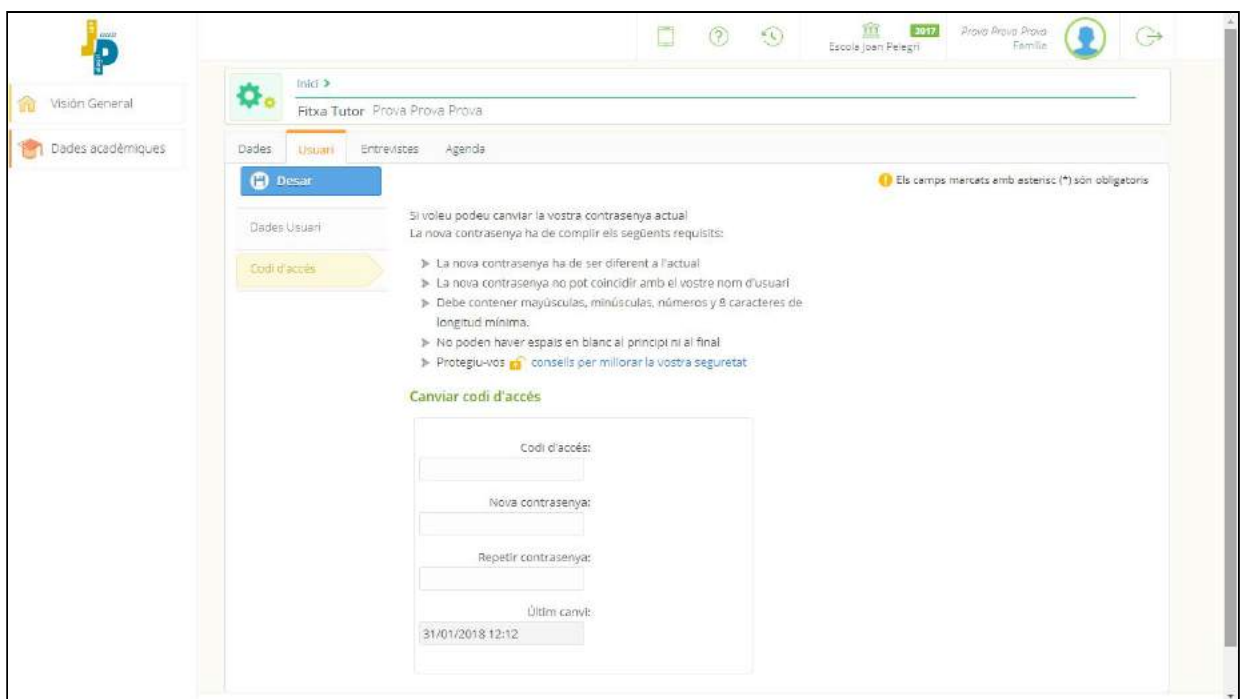 JP
2017
Escola Joan Pelegrí
Prova Prova Prova
Família
Visión General
Dades acadèmiques
Inici >
Fitxa Tutor Prova Prova Prova
Dades Usuari Entrevistes Agenda
Desar
Els camps marcats amb asterisc (*) són obligatoris
Dades Usuari
Codi d'accés
Si voleu podeu canviar la vostra contrasenya actual
La nova contrasenya ha de complir els següents requisits:
La nova contrasenya ha de ser diferent a l'actual
La nova contrasenya no pot coincidir amb el vostre nom d'usuari
Debe contener mayúsculas, minúsculas, números y 8 caracteres de
longitud mínima.
No poden haver espais en blanc al principi ni al final
Protegiu-vos consells per millorar la vostra seguretat
Canviar codi d'accés
Codi d'accés:
Nova contrasenya:
Repetir contrasenya:
Últim canvi:
31/01/2018 12:12